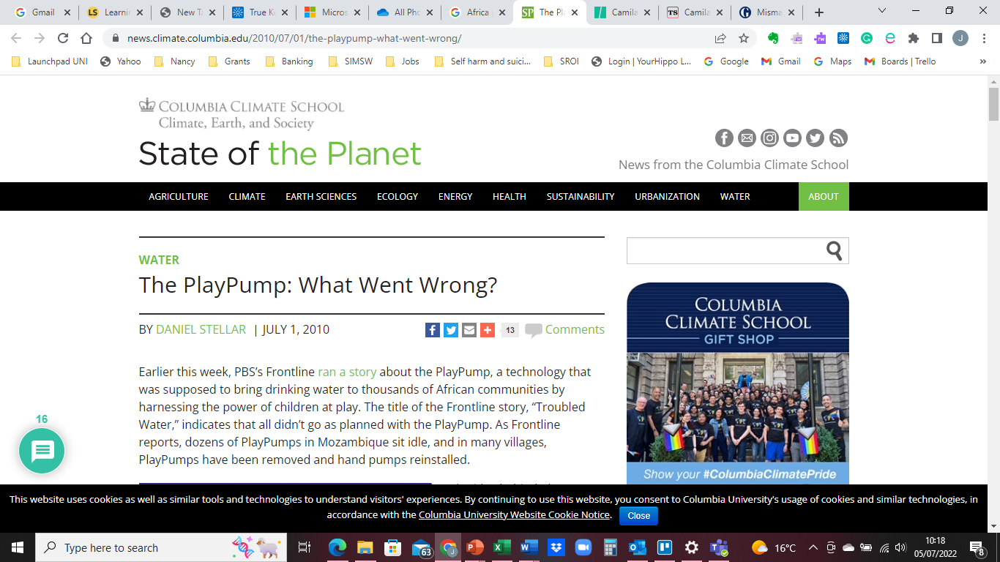 Gmail
Learni
New Ta
True K
Micros
All Pho
Africa
The Pl
Camila
Camila
Misma
news.climate.columbia.edu/2010/07/01/the-playpump-what-went-wrong/
J
Launchpad UNI
Yahoo
Nancy
Grants
Banking
SIMSW
Jobs
Self harm and suici...
SROI
Login | YourHippo L...
Google
Gmail
Maps
Boards | Trello
»
COLUMBIA CLIMATE SCHOOL
Climate, Earth, and Society
State of the Planet
News from the Columbia Climate School
AGRICULTURE CLIMATE EARTH SCIENCES ECOLOGY ENERGY HEALTH SUSTAINABILITY URBANIZATION WATER ABOUT
WATER
The PlayPump: What Went Wrong?
BY DANIEL STELLAR | JULY 1, 2010
13
Comments
Earlier this week, PBS’s Frontline ran a story about the PlayPump, a technology that
was supposed to bring drinking water to thousands of African communities by
harnessing the power of children at play. The title of the Frontline story, “Troubled
Water,” indicates that all didn’t go as planned with the PlayPump. As Frontline
reports, dozens of PlayPumps in Mozambique sit idle, and in many villages,
PlayPumps have been removed and hand pumps reinstalled.
16
COLUMBIA
CLIMATE SCHOOL
GIFT SHOP
Show your #ColumbiaClimatePride
This website uses cookies as well as similar tools and technologies to understand visitors' experiences. By continuing to use this website, you consent to Columbia University's usage of cookies and similar technologies, in
accordance with the Columbia University Website Cookie Notice.
Close
Type here to search
63
16°C
10:18
05/07/2022
8